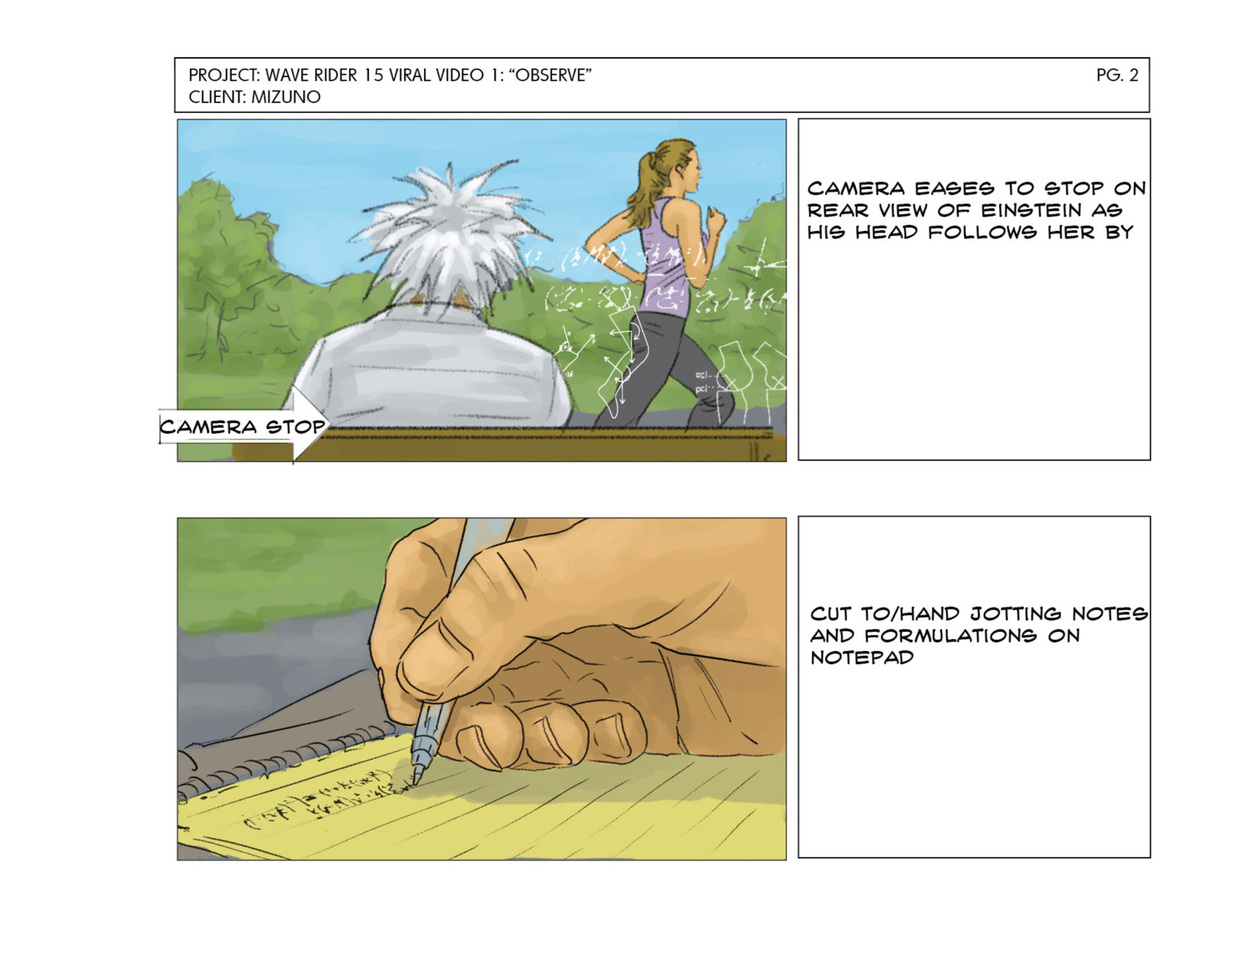 PROJECT: WAVE RIDER 15 VIRAL VIDEO 1: “OBSERVE”
PG. 2
CLIENT: MIZUNO
CAMERA EASES TO STOP ON
REAR VIEW OF EINSTEIN AS
HIS HEAD FOLLOWS HER BY
acl
pcl
CAMERA STOP
CUT TO/HAND JOTTING NOTES
AND FORMULATIONS ON
NOTEPAD